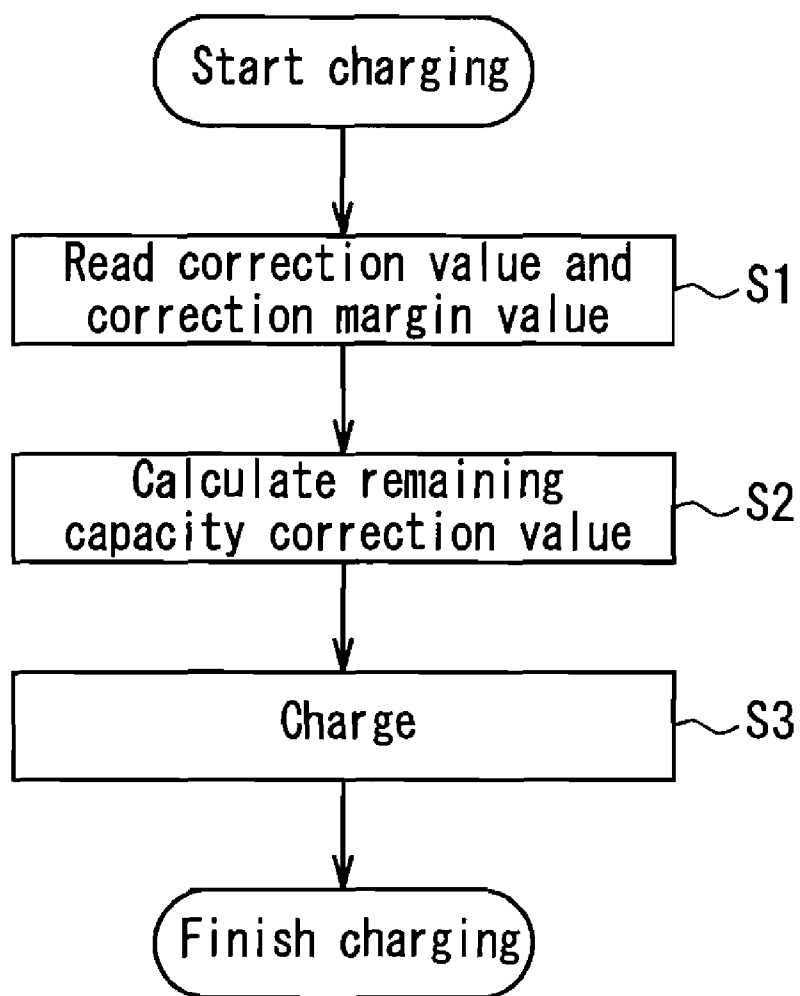 Start charging
Read correction value and
correction margin value
S1
Calculate remaining
capacity correction value
S2
Charge
S3
Finish charging